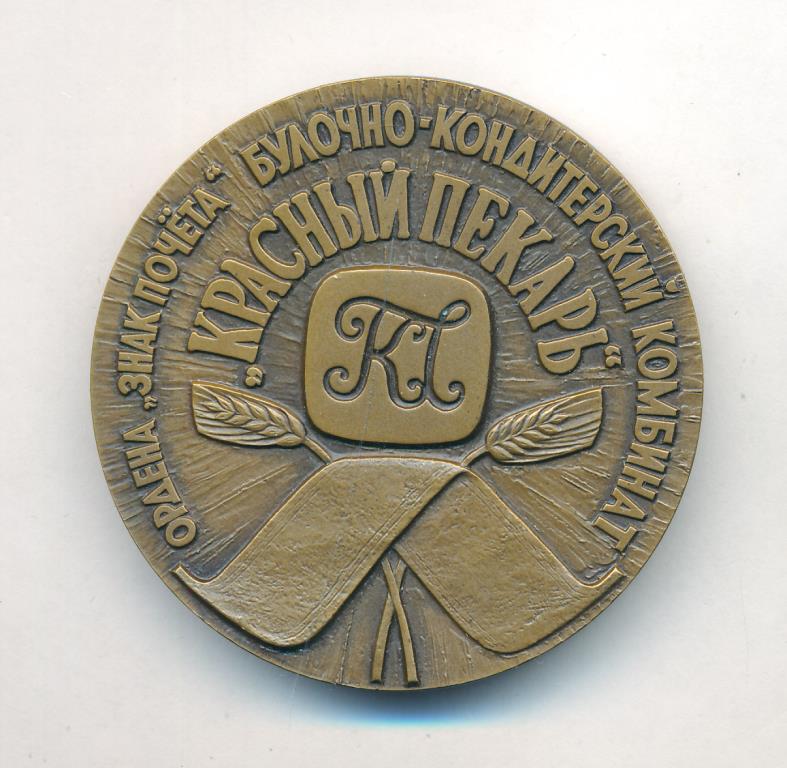 ОРДЕНА „ЗНАК ПОЧЁТА“ БУЛОЧНО-КОНДИТЕРСКИЙ КОМБИНАТ
„КРАСНЫЙ ПЕКАРЬ“
КП